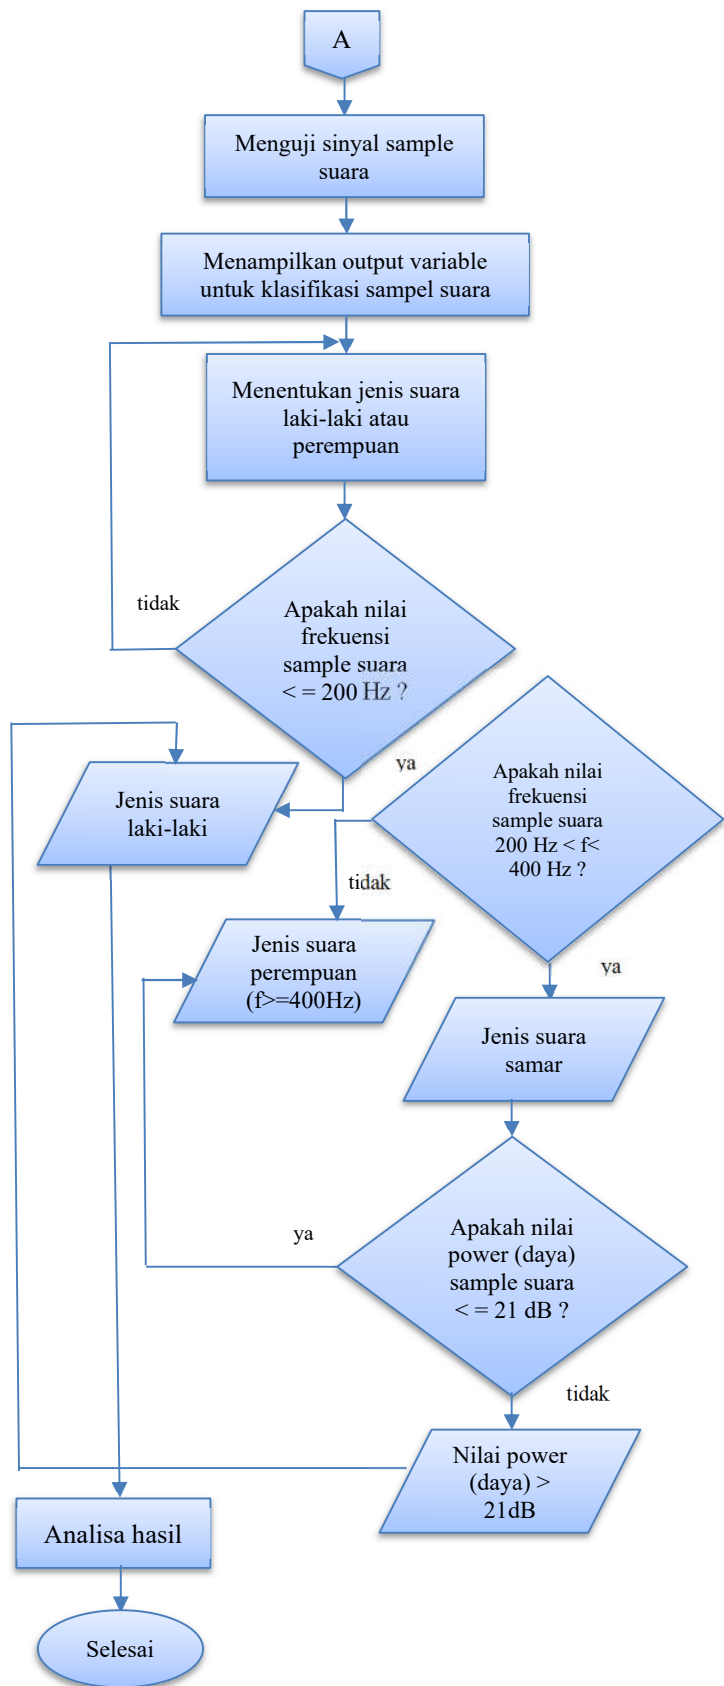 A
Menguji sinyal sample
suara
Menampilkan output variable
untuk klasifikasi sampel suara
Menentukan jenis suara
laki-laki atau
perempuan
tidak
Apakah nilai
frekuensi
sample suara
< = 200 Hz ?
ya
Jenis suara
laki-laki
Apakah nilai
frekuensi
sample suara
200 Hz < f<
400 Hz ?
tidak
Jenis suara
perempuan
(f>=400Hz)
ya
Jenis suara
samar
ya
Apakah nilai
power (daya)
sample suara
< = 21 dB ?
tidak
Nilai power
(daya) >
21dB
Analisa hasil
Selesai